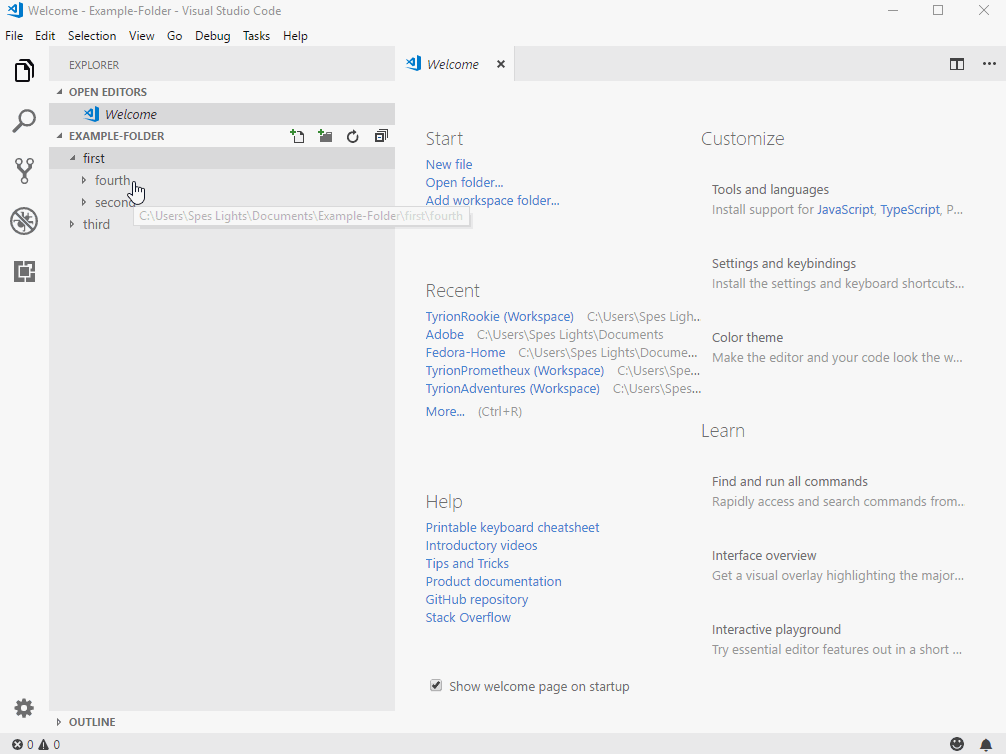 Welcome - Example-Folder - Visual Studio Code
File Edit Selection View Go Debug Tasks Help
EXPLORER
OPEN EDITORS
Welcome
EXAMPLE-FOLDER
first
fourth
second
C:\Users\Spes Lights\Documents\Example-Folder\first\fourth
third
OUTLINE
Welcome
Start
New file
Open folder...
Add workspace folder...
Recent
TyrionRookie (Workspace) C:\Users\Spes Ligh...
Adobe C:\Users\Spes Lights\Documents
Fedora-Home C:\Users\Spes Lights\Docume...
TyrionPrometheux (Workspace) C:\Users\Spe...
TyrionAdventures (Workspace) C:\Users\Spes...
More... (Ctrl+R)
Help
Printable keyboard cheatsheet
Introductory videos
Tips and Tricks
Product documentation
GitHub repository
Stack Overflow
Show welcome page on startup
Customize
Tools and languages
Install support for JavaScript, TypeScript, P...
Settings and keybindings
Install the settings and keyboard shortcuts...
Color theme
Make the editor and your code look the w...
Learn
Find and run all commands
Rapidly access and search commands from...
Interface overview
Get a visual overlay highlighting the major...
Interactive playground
Try essential editor features out in a short ...
0 0